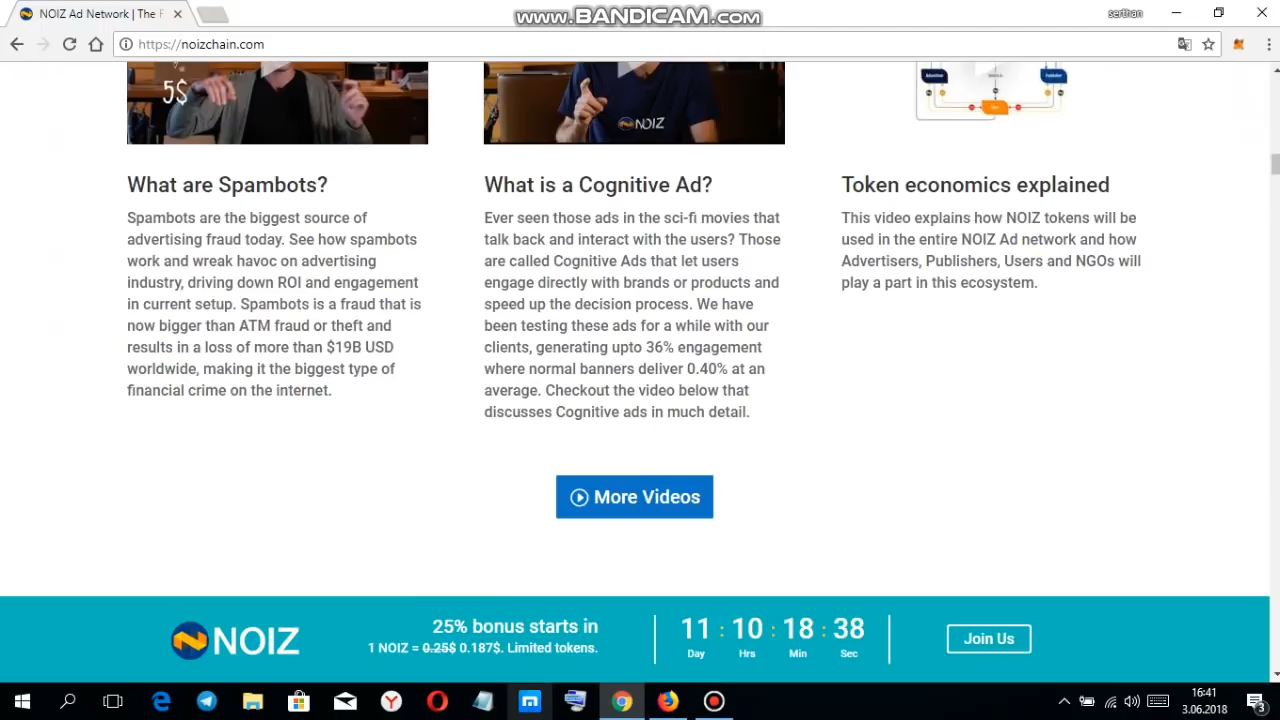 NOIZ Ad Network | The F
www.BANDICAM.com
serthan
https://noizchain.com
5$
NOIZ
Advertiser
Publisher
What are Spambots?
Spambots are the biggest source of
advertising fraud today. See how spambots
work and wreak havoc on advertising
industry, driving down ROI and engagement
in current setup. Spambots is a fraud that is
now bigger than ATM fraud or theft and
results in a loss of more than $19B USD
worldwide, making it the biggest type of
financial crime on the internet.
What is a Cognitive Ad?
Ever seen those ads in the sci-fi movies that
talk back and interact with the users? Those
are called Cognitive Ads that let users
engage directly with brands or products and
speed up the decision process. We have
been testing these ads for a while with our
clients, generating upto 36% engagement
where normal banners deliver 0.40% at an
average. Checkout the video below that
discusses Cognitive ads in much detail.
Token economics explained
This video explains how NOIZ tokens will be
used in the entire NOIZ Ad network and how
Advertisers, Publishers, Users and NGOs will
play a part in this ecosystem.
More Videos
NOIZ
25% bonus starts in
1 NOIZ = 0.25$ 0.187$. Limited tokens.
11 : 10 : 18 : 38
Day Hrs Min Sec
Join Us
16:41
3.06.2018
3